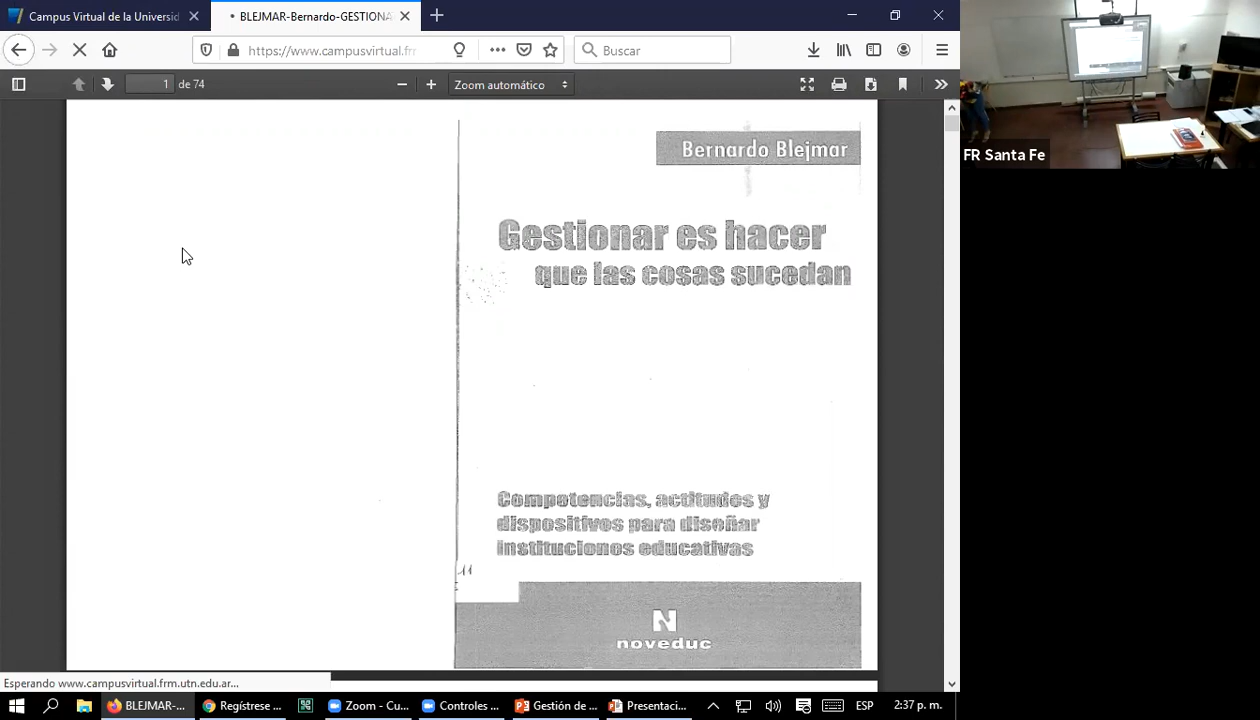 Campus Virtual de la Universid
BLEJMAR-Bernardo-GESTIONA
https://www.campusvirtual.frm
Buscar
1 de 74
Zoom automático
Bernardo Blejmar
Gestionar es hacer
que las cosas sucedan
Competencias, actitudes y
dispositivos para diseñar
instituciones educativas
11
N
noveduc
FR Santa Fe
Esperando www.campusvirtual.frm.utn.edu.ar...
BLEJMAR-...
Regístrese ...
Zoom - Cu...
Controles ...
Gestión de ...
Presentaci...
ESP
2:37 p. m.